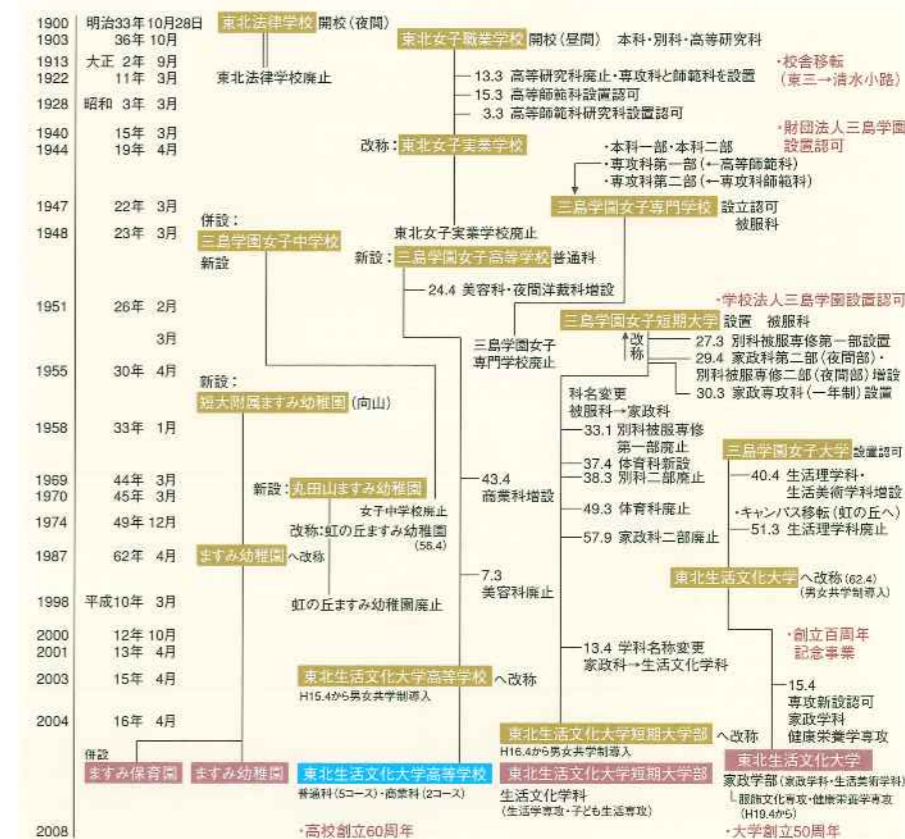 1900 明治33年10月28日 東北法律学校 開校(夜間)
1903 36年10月 東北女子職業学校 開校(昼間) 本科・別科・高等研究科
1913 大正 2年 9月
・校舎移転
(東三→清水小路)
1922 11年 3月 東北法律学校廃止
13.3 高等研究科廃止・専攻科と師範科を設置
15.3 高等師範科設置認可
1928 昭和 3年 3月
3.3 高等師範科研究科設置認可
1940 15年 3月
・財団法人三島学園
設置認可
1944 19年 4月 改称:東北女子実業学校
・本科一部・本科二部
・専攻科第一部(←高等師範科)
・専攻科第二部(←専攻科師範科)
1947 22年 3月 三島学園女子専門学校 設立認可
被服科
1948 23年 3月
併設:
三島学園女子中学校
新設
東北女子実業学校廃止
新設:三島学園女子高等学校 普通科
24.4 美容科・夜間洋裁科増設
1951 26年 2月
・学校法人三島学園設置認可
3月
三島学園女子短期大学 設置 被服科
改称
三島学園女子
専門学校廃止
27.3 別科被服専修第一部設置
29.4 家政科第二部(夜間部)・
別科被服専修二部(夜間部)増設
30.3 家政専攻科(一年制)設置
1955 30年 4月
新設:
短大附属ますみ幼稚園(向山)
科名変更
被服科→家政科
1958 33年 1月
33.1 別科被服専修
第一部廃止
37.4 体育科新設
38.3 別科二部廃止
三島学園女子大学 設置認可
40.4 生活理学科・
生活美術学科増設
・キャンパス移転(虹の丘へ)
51.3 生活理学科廃止
1969 44年 3月
43.4
商業科増設
1970 45年 3月
新設:丸田山ますみ幼稚園
女子中学校廃止
49.3 体育科廃止
1974 49年12月
改称:虹の丘ますみ幼稚園
(56.4)
57.9 家政科二部廃止
1987 62年 4月 ますみ幼稚園 へ改称
東北生活文化大学 へ改称(62.4)
(男女共学制導入)
7.3
美容科廃止
1998 平成10年 3月 虹の丘ますみ幼稚園廃止
2000 12年10月
・創立百周年
記念事業
2001 13年 4月
13.4 学科名称変更
家政科→生活文化学科
2003 15年 4月 東北生活文化大学高等学校 へ改称
H15.4から男女共学制導入
15.4
専攻新設認可
家政学科
健康栄養学専攻
2004 16年 4月
東北生活文化大学短期大学部 へ改称
H16.4から男女共学制導入
併設
ますみ保育園 ますみ幼稚園 東北生活文化大学高等学校 東北生活文化大学短期大学部 東北生活文化大学
普通科(5コース)・商業科(2コース)
生活文化学科
(生活学専攻・子ども生活専攻)
家政学部(家政学科・生活美術学科)
服飾文化専攻・健康栄養学専攻
(H19.4から)
2008 ・高校創立60周年 ・大学創立50周年